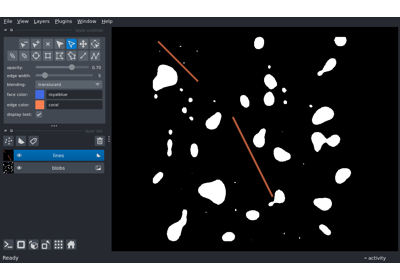 File View Layers Plugins Window Help
opacity: 0.70
edge width: 5
blending: translucent
face color: royalblue
edge color: coral
display text:
lines
blobs
Ready
activity